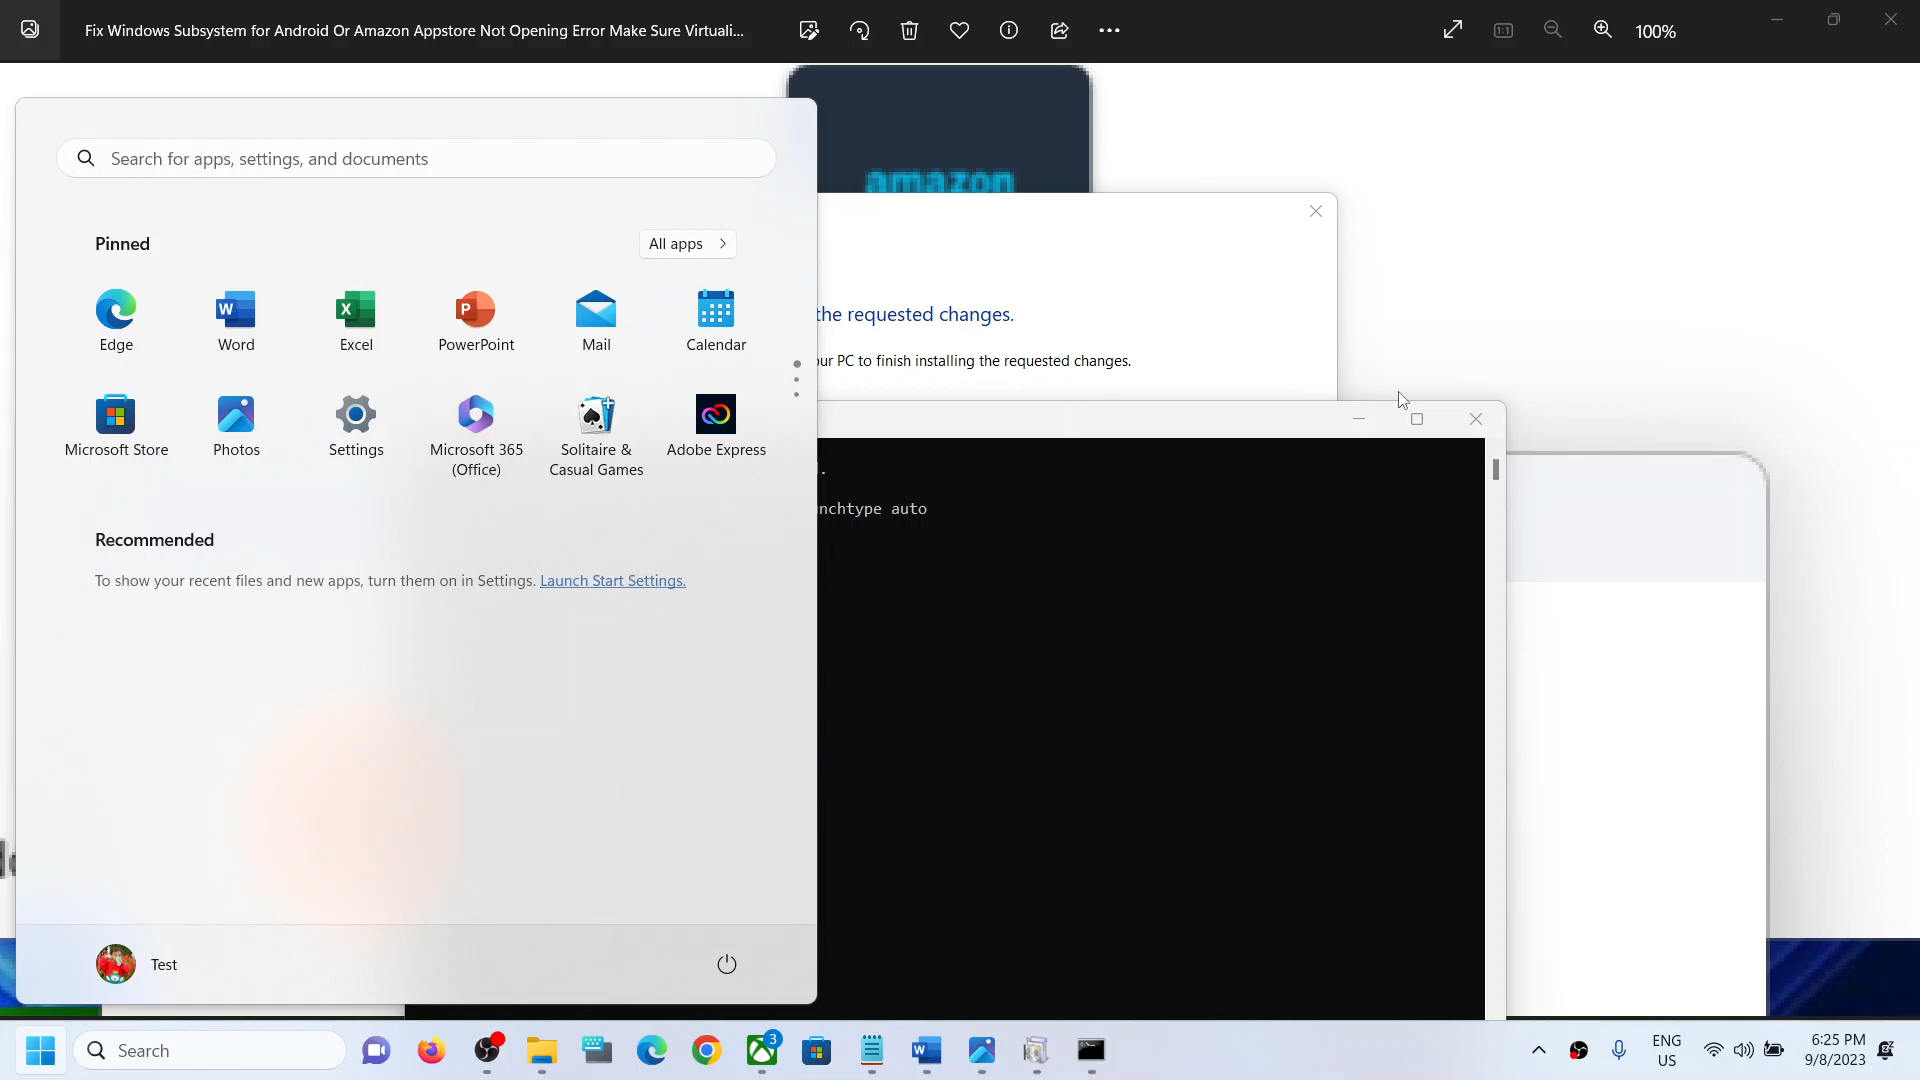 Fix Windows Subsystem for Android Or Amazon Appstore Not Opening Error Make Sure Virtuali...
100%
amazon
Search for apps, settings, and documents
Pinned
All apps
Edge
Word
Excel
PowerPoint
Mail
Calendar
the requested changes.
our PC to finish installing the requested changes.
Microsoft Store
Photos
Settings
Microsoft 365
(Office)
Solitaire &
Casual Games
Adobe Express
nchtype auto
Recommended
To show your recent files and new apps, turn them on in Settings. Launch Start Settings.
Test
Search
3
ENG
US
6:25 PM
9/8/2023